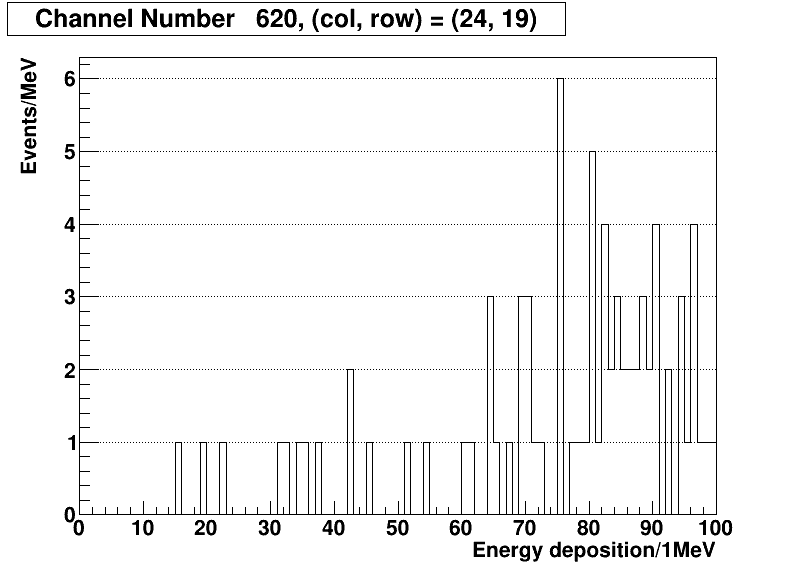 Channel Number 620, (col, row) = (24, 19)
Events/MeV
6
5
4
3
2
1
0
0 10 20 30 40 50 60 70 80 90 100
Energy deposition/1MeV